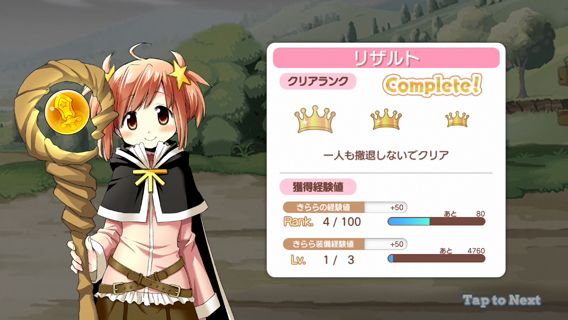 リザルト
クリアランク Complete!
一人も撤退しないでクリア
獲得経験値
きららの経験値 +50
Rank. 4 / 100 あと 80
きらら装備経験値 +50
Lv. 1 / 3 あと 4760
Tap to Next